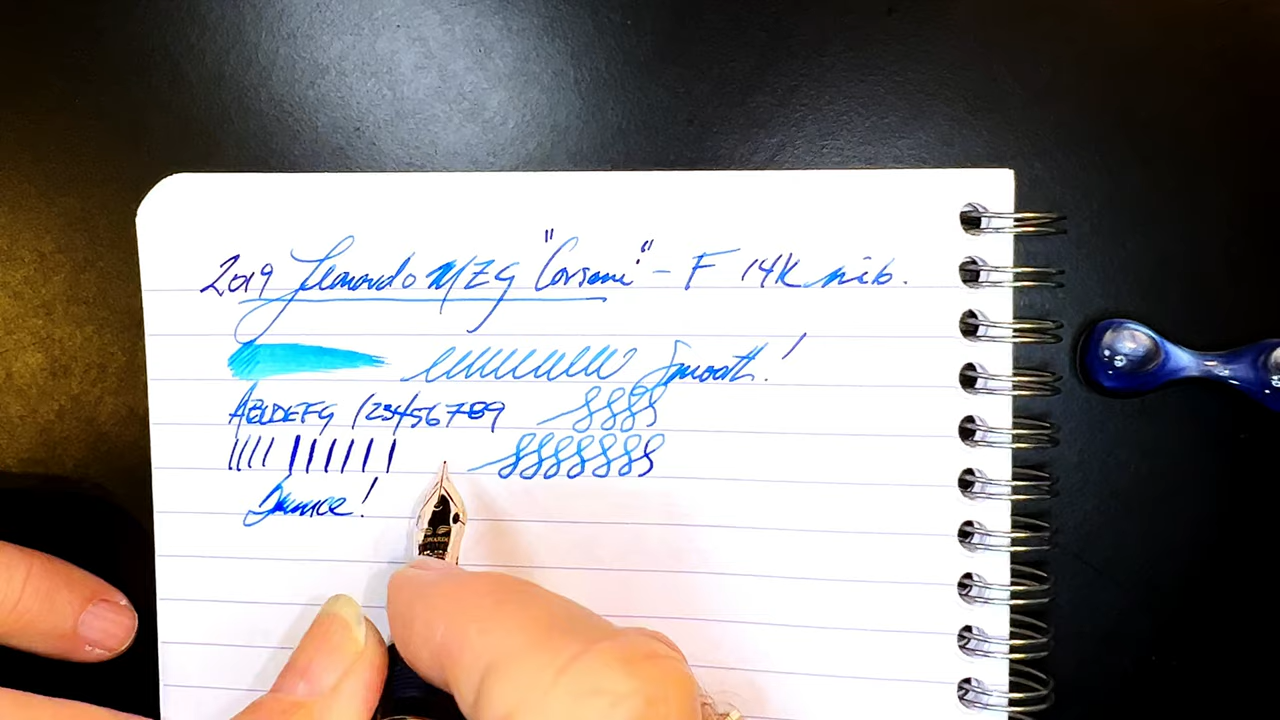 2019 Leonardo MZG "Corsani" - F 14K nib.
Smooth!
ABCDEFG 123456789
Bounce!